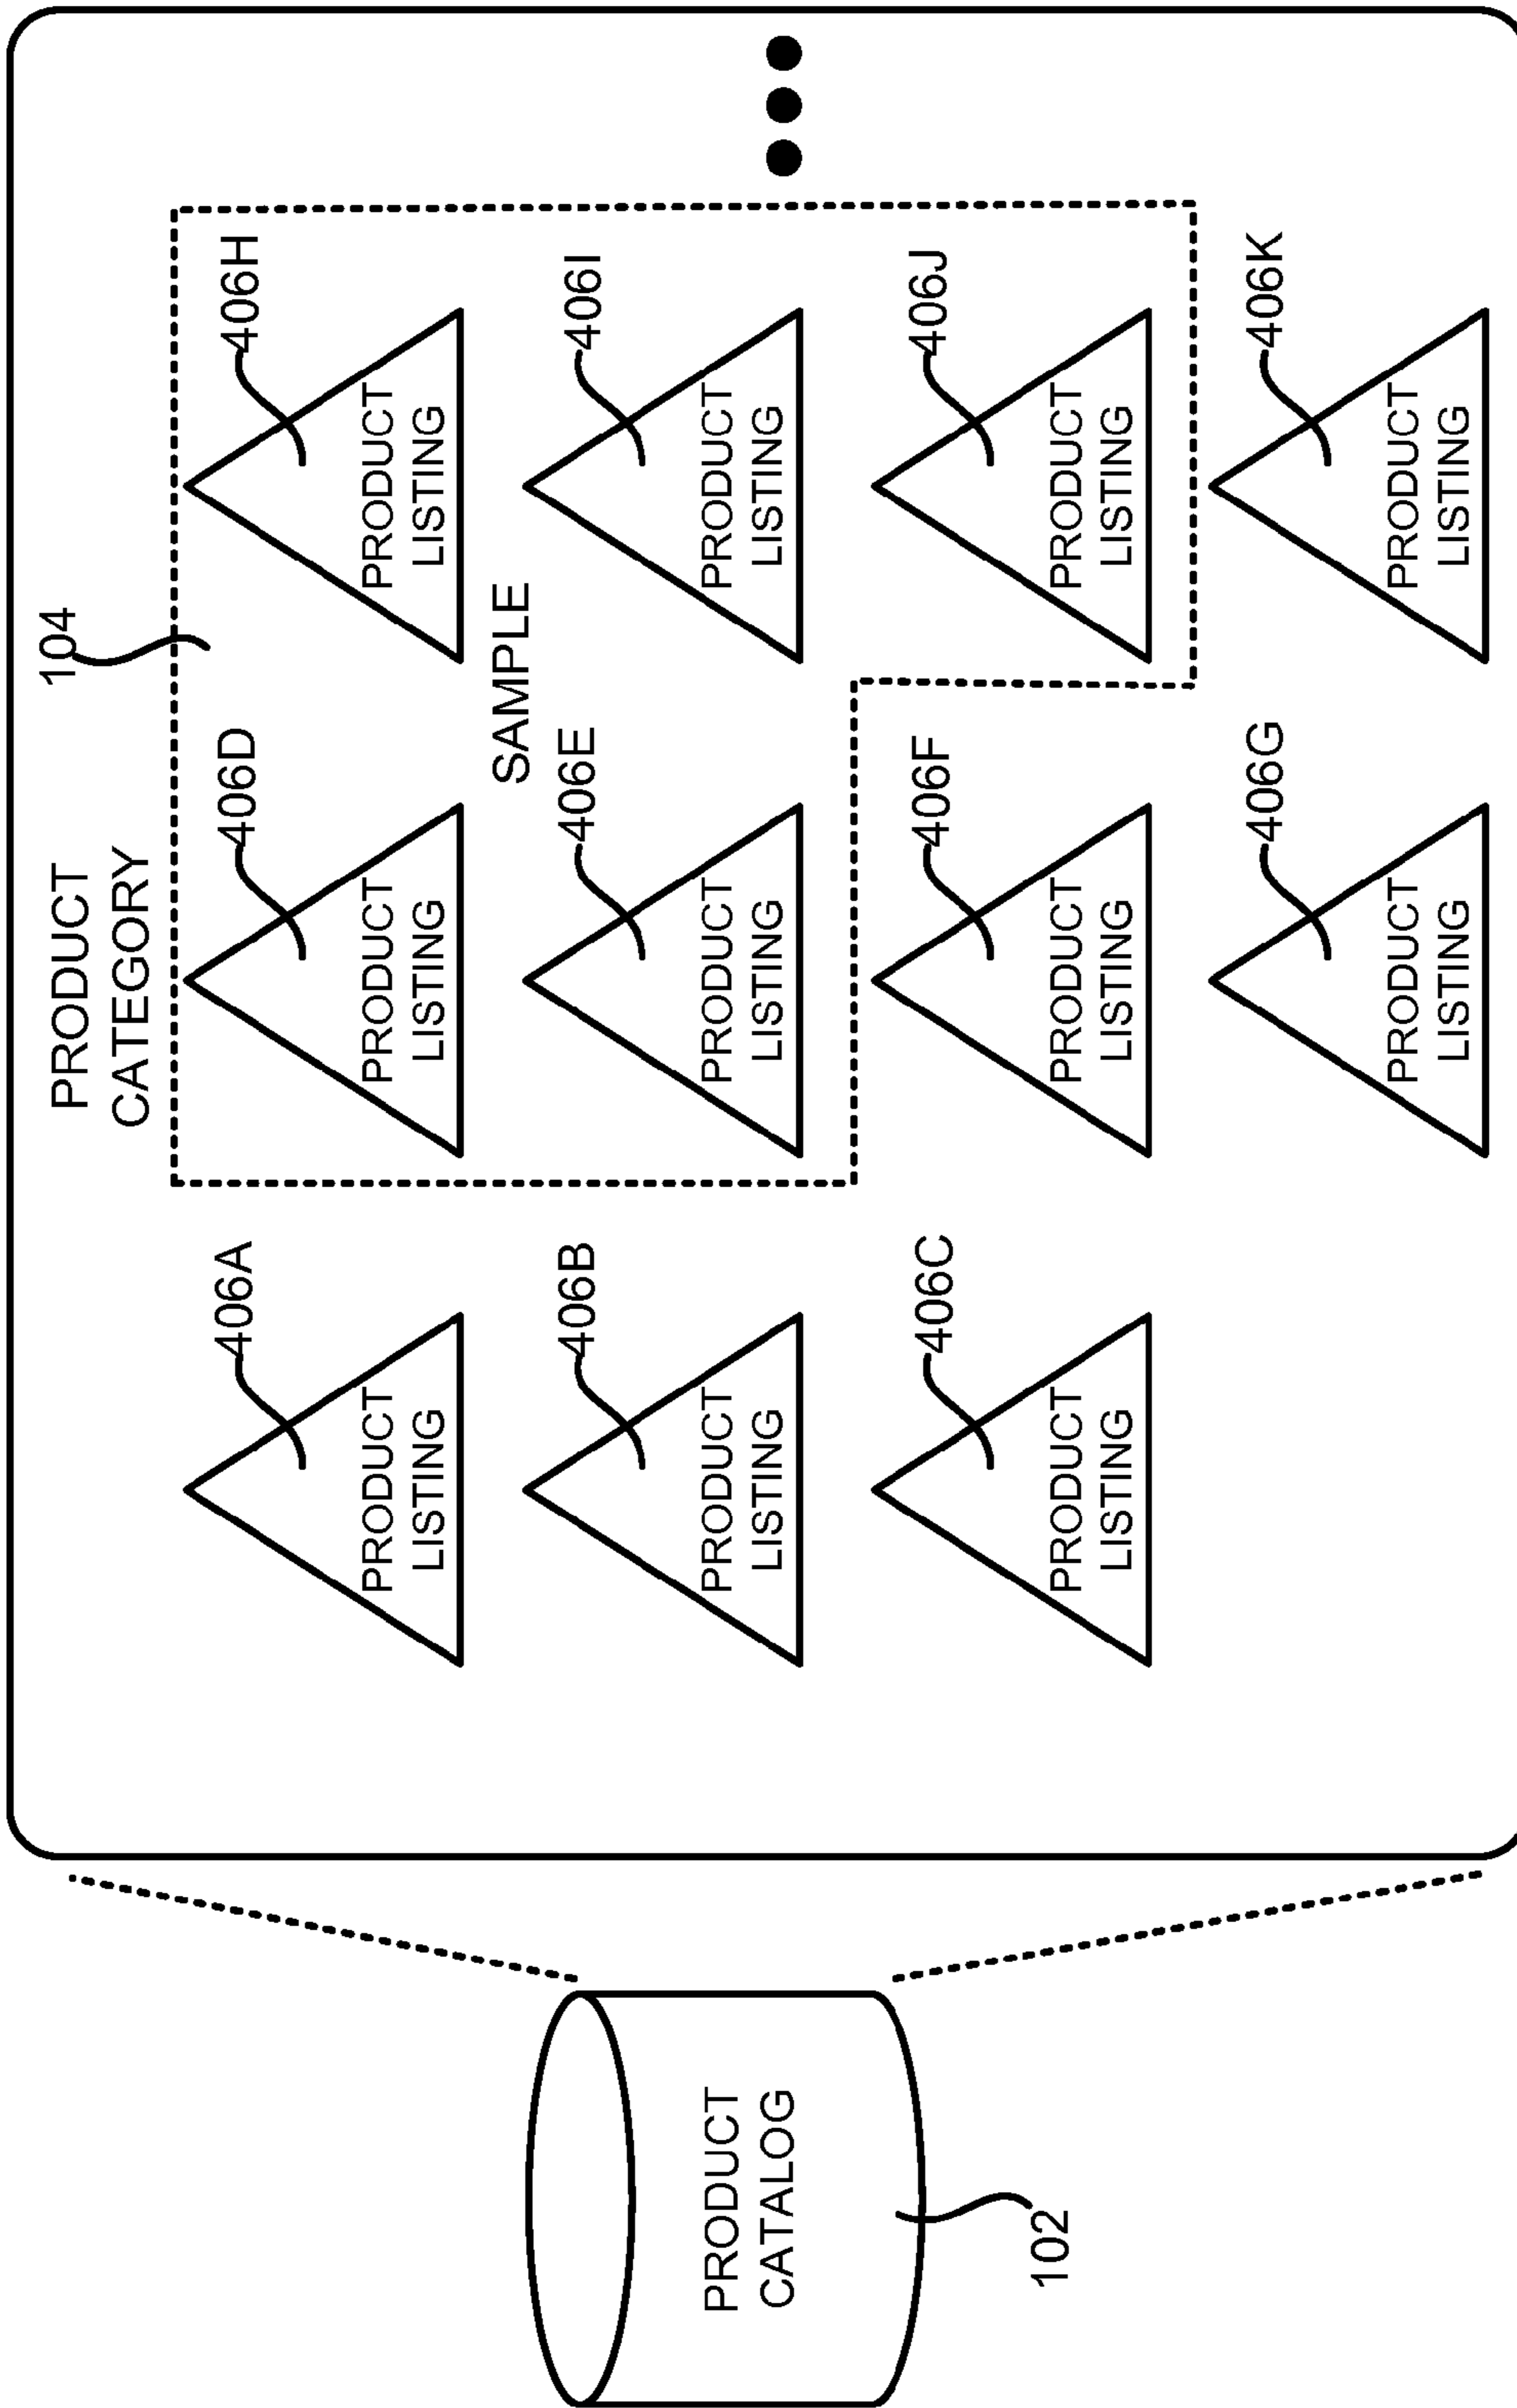 PRODUCT
CATALOG
102
PRODUCT
CATEGORY
104
406A
PRODUCT
LISTING
406D
PRODUCT
LISTING
406H
PRODUCT
LISTING
SAMPLE
406B
PRODUCT
LISTING
406E
PRODUCT
LISTING
406I
PRODUCT
LISTING
406C
PRODUCT
LISTING
406F
PRODUCT
LISTING
406J
PRODUCT
LISTING
406G
PRODUCT
LISTING
406K
PRODUCT
LISTING